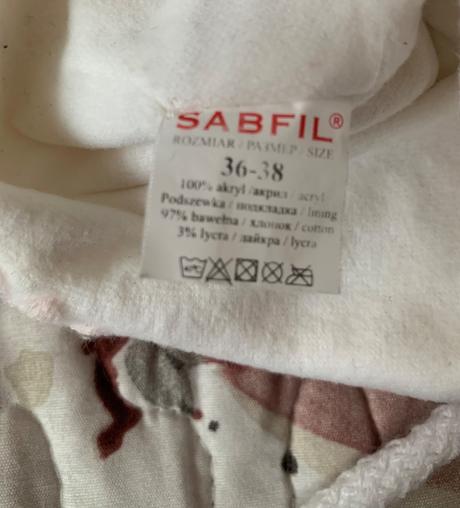 SABFIL®
ROZMIAR / РАЗМЕР / SIZE
36-38
100% akryl / акрил / acryl
Podszewka / подкладка / lining
97% bawełna / хлопок / cotton
3% lycra / лайкра / lycra